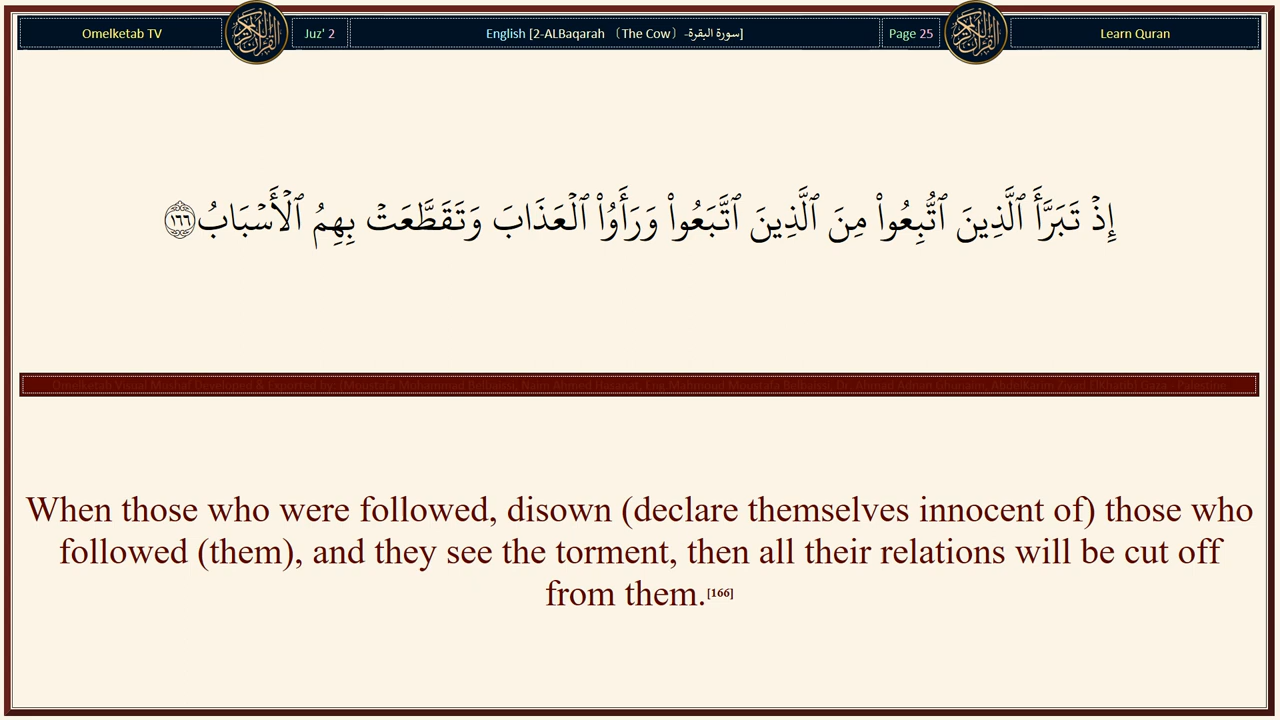 Omelketab TV
Juz' 2
English [2-ALBaqarah （The Cow） -سورة البقرة]
Page 25
Learn Quran
إِذۡ تَبَرَّأَ ٱلَّذِينَ ٱتُّبِعُواْ مِنَ ٱلَّذِينَ ٱتَّبَعُواْ وَرَأَوُاْ ٱلۡعَذَابَ وَتَقَطَّعَتۡ بِهِمُ ٱلۡأَسۡبَابُ ١٦٦
When those who were followed, disown (declare themselves innocent of) those who
followed (them), and they see the torment, then all their relations will be cut off
from them.[166]